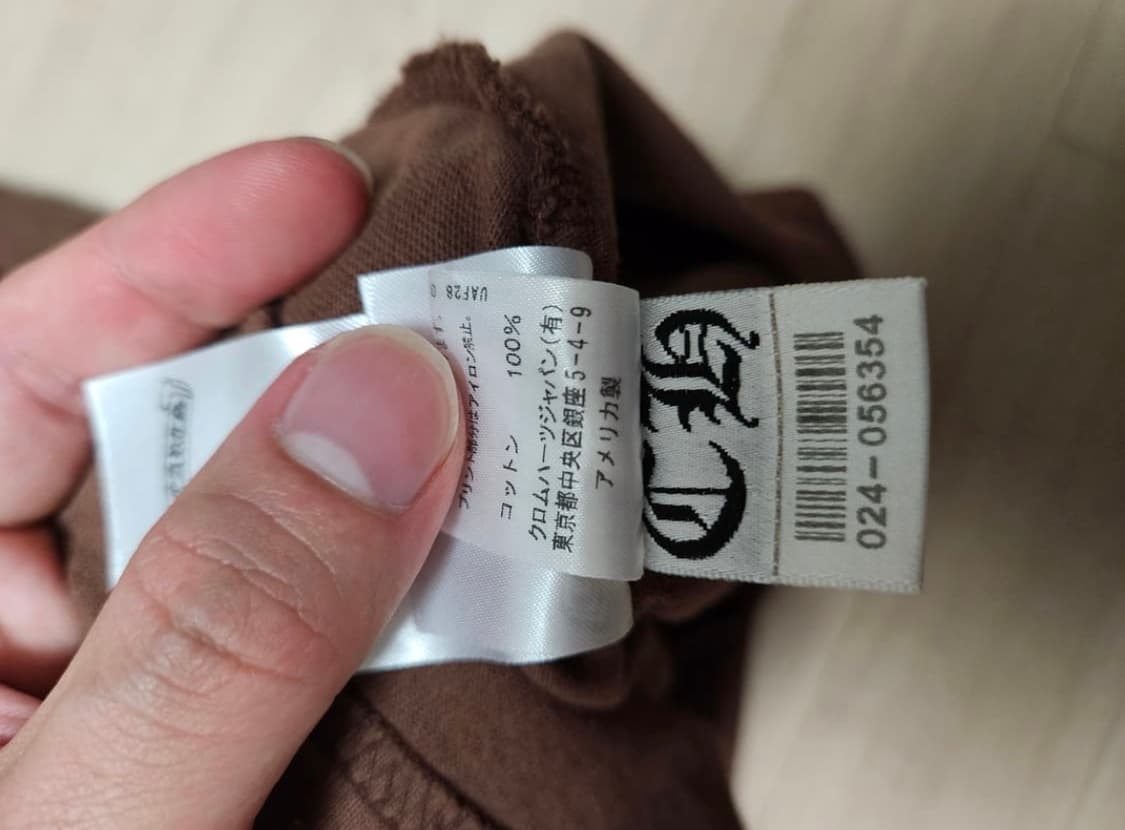 プリント部分はアイロン禁止。
コットン 100%
クロムハーツジャパン(有)
東京都中央区銀座5-4-9
アメリカ製
CH
024-056354